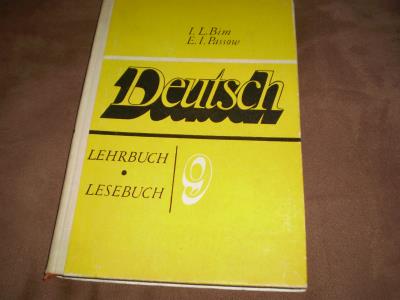 I. L. Bim
E. I. Passow
Deutsch
LEHRBUCH
•
LESEBUCH
9